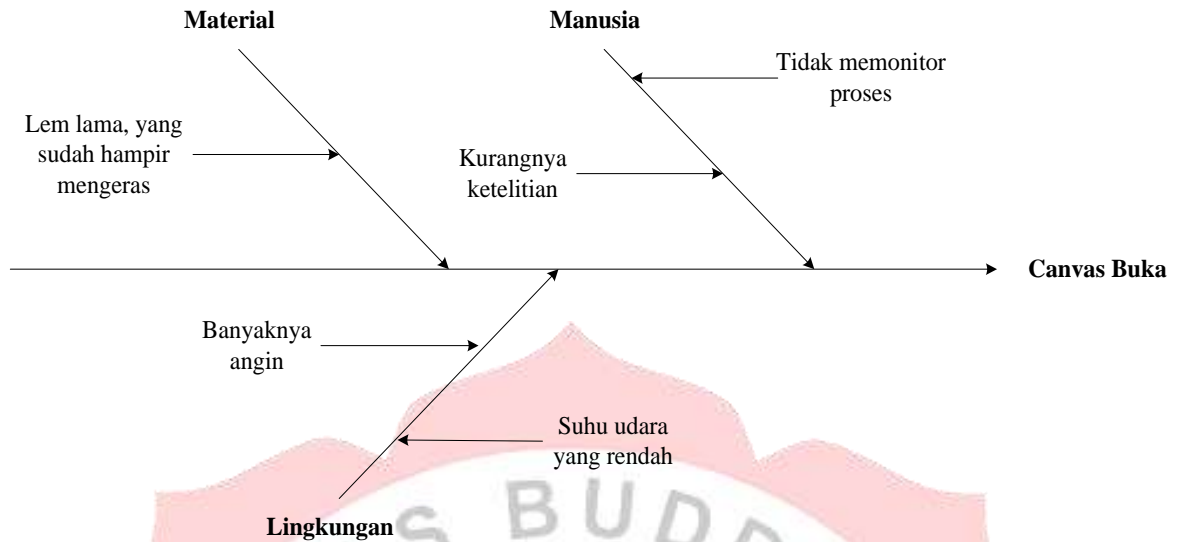 Material
Manusia
Tidak memonitor
proses
Lem lama, yang
sudah hampir
mengeras
Kurangnya
ketelitian
Canvas Buka
Banyaknya
angin
Suhu udara
yang rendah
Lingkungan
S BUDD